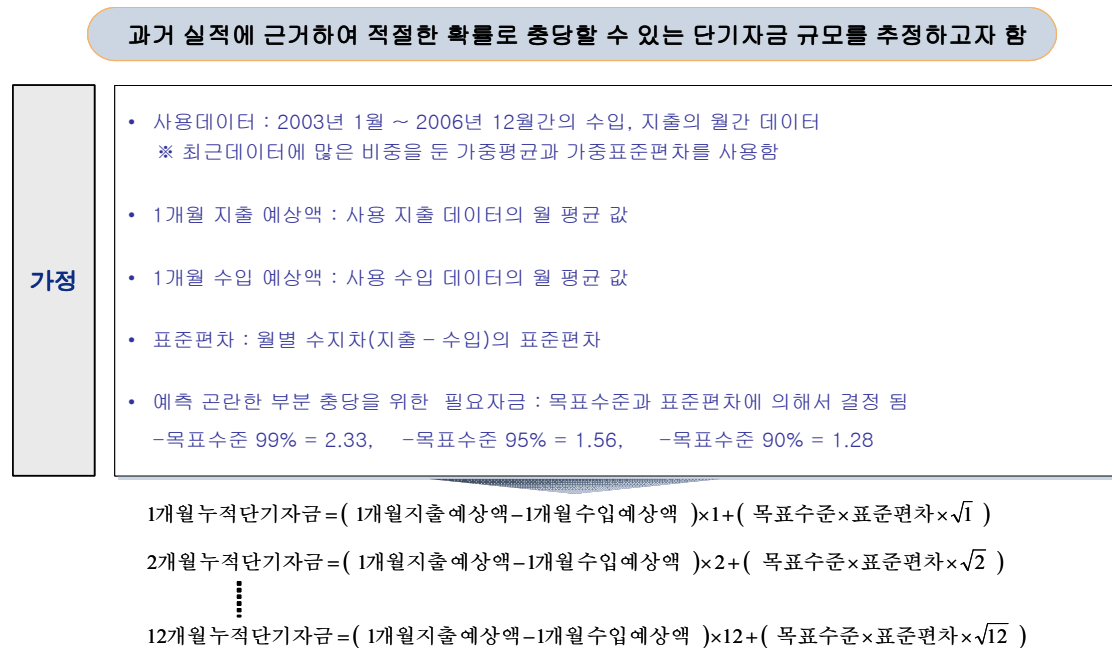 과거 실적에 근거하여 적절한 확률로 충당할 수 있는 단기자금 규모를 추정하고자 함
가정
• 사용데이터 : 2003년 1월 ~ 2006년 12월간의 수입, 지출의 월간 데이터
※ 최근데이터에 많은 비중을 둔 가중평균과 가중표준편차를 사용함
• 1개월 지출 예상액 : 사용 지출 데이터의 월 평균 값
• 1개월 수입 예상액 : 사용 수입 데이터의 월 평균 값
• 표준편차 : 월별 수지차(지출 – 수입)의 표준편차
• 예측 곤란한 부분 충당을 위한 필요자금 : 목표수준과 표준편차에 의해서 결정 됨
-목표수준 99% = 2.33, -목표수준 95% = 1.56, -목표수준 90% = 1.28
1개월누적단기자금=( 1개월지출예상액–1개월수입예상액 )×1+( 목표수준×표준편차×√1 )
2개월누적단기자금=( 1개월지출예상액–1개월수입예상액 )×2+( 목표수준×표준편차×√2 )
12개월누적단기자금=( 1개월지출예상액–1개월수입예상액 )×12+( 목표수준×표준편차×√12 )